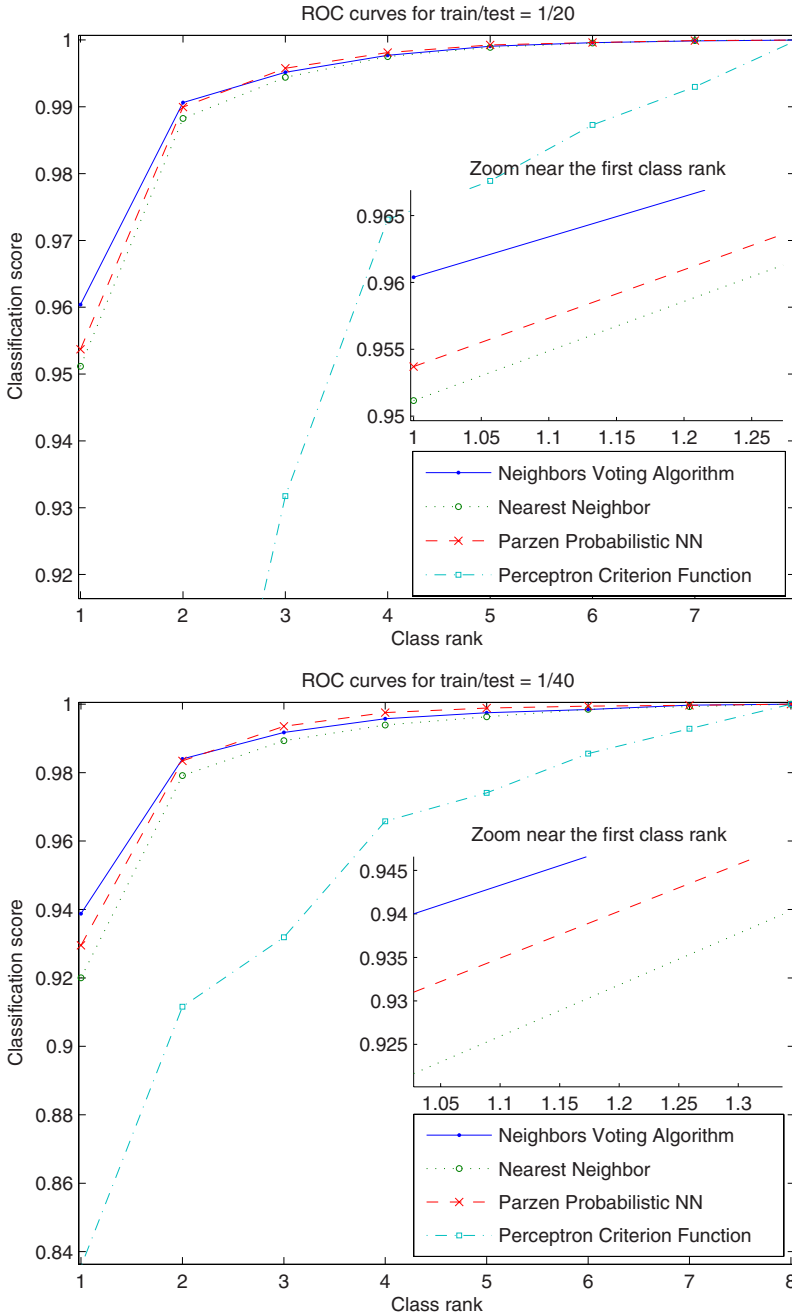 ROC curves for train/test = 1/20
1
0.99
0.98
0.97
0.96
0.95
0.94
0.93
0.92
Classification score
Zoom near the first class rank
0.965
0.96
0.955
0.95
1 1.05 1.1 1.15 1.2 1.25
Neighbors Voting Algorithm
Nearest Neighbor
Parzen Probabilistic NN
Perceptron Criterion Function
1 2 3 4 5 6 7
Class rank
ROC curves for train/test = 1/40
1
0.98
0.96
0.94
0.92
0.9
0.88
0.86
0.84
Classification score
Zoom near the first class rank
0.945
0.94
0.935
0.93
0.925
1.05 1.1 1.15 1.2 1.25 1.3
Neighbors Voting Algorithm
Nearest Neighbor
Parzen Probabilistic NN
Perceptron Criterion Function
1 2 3 4 5 6 7 8
Class rank